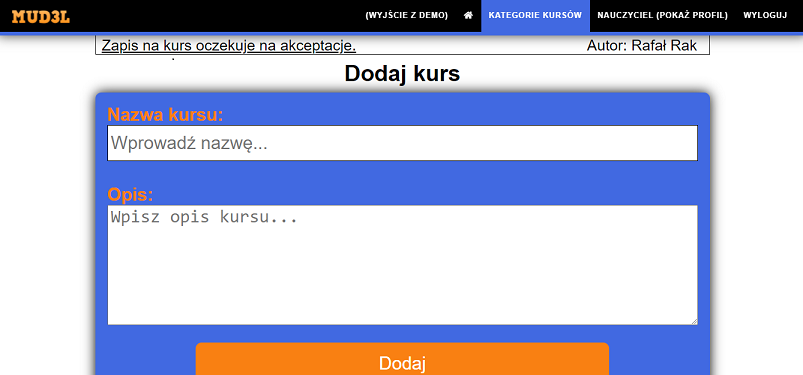 MUD3L
(WYJŚCIE Z DEMO) KATEGORIE KURSÓW NAUCZYCIEL (POKAŻ PROFIL) WYLOGUJ
Zapis na kurs oczekuje na akceptacje. Autor: Rafał Rak
Dodaj kurs
Nazwa kursu:
Wprowadź nazwę...
Opis:
Wpisz opis kursu...
Dodaj